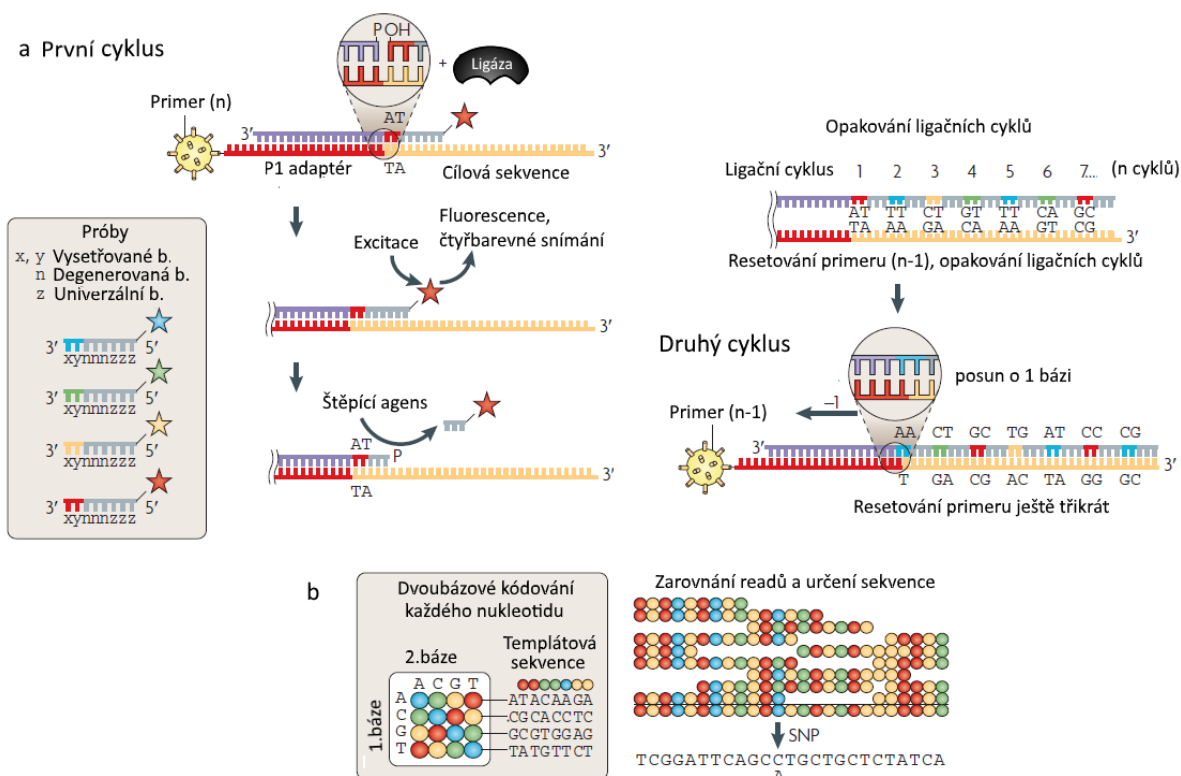 a První cyklus
P OH
+ Ligáza
Primer (n)
AT
3′
3′
P1 adaptér
TA
Cílová sekvence
Próby
x, y Vysetřované b.
n Degenerovaná b.
z Univerzální b.
3′ 5′
xynnnzzz
3′ 5′
xynnnzzz
3′ 5′
xynnnzzz
3′ 5′
xynnnzzz
Excitace
Fluorescence,
čtyřbarevné snímání
3′
Štěpící agens
AT
P
3′
TA
Opakování ligačních cyklů
Ligační cyklus 1 2 3 4 5 6 7... (n cyklů)
AT TT CT GT TT CA GC
TA AA GA CA AA GT CG
3′
Resetování primeru (n-1), opakování ligačních cyklů
Druhý cyklus
posun o 1 bázi
–1
Primer (n-1)
AA CT GC TG AT CC CG
3′
3′
T GA CG AC TA GG GC
Resetování primeru ještě třikrát
b
Dvoubázové kódování
každého nukleotidu
2.báze
Templátová
sekvence
A C G T
1.báze
A
C
G
T
ATACAAGA
CGCACCTC
GCGTGGAG
TATGTTCT
Zarovnání readů a určení sekvence
SNP
TCGGATTCAGCCTGCTGCTCTATCA
A